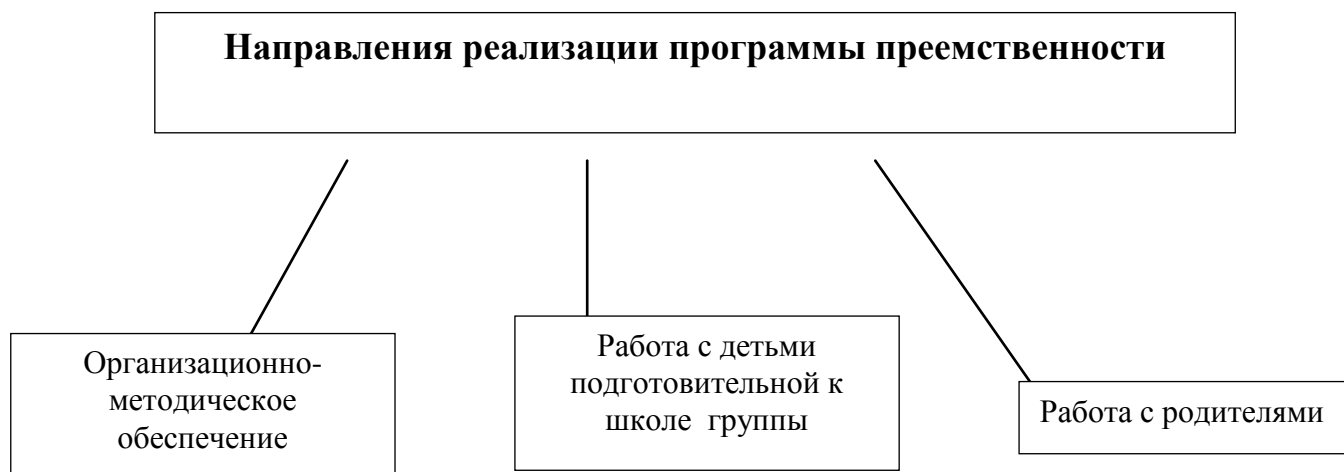 Направления реализации программы преемственности
Организационно-
методическое
обеспечение
Работа с детьми
подготовительной к
школе группы
Работа с родителями